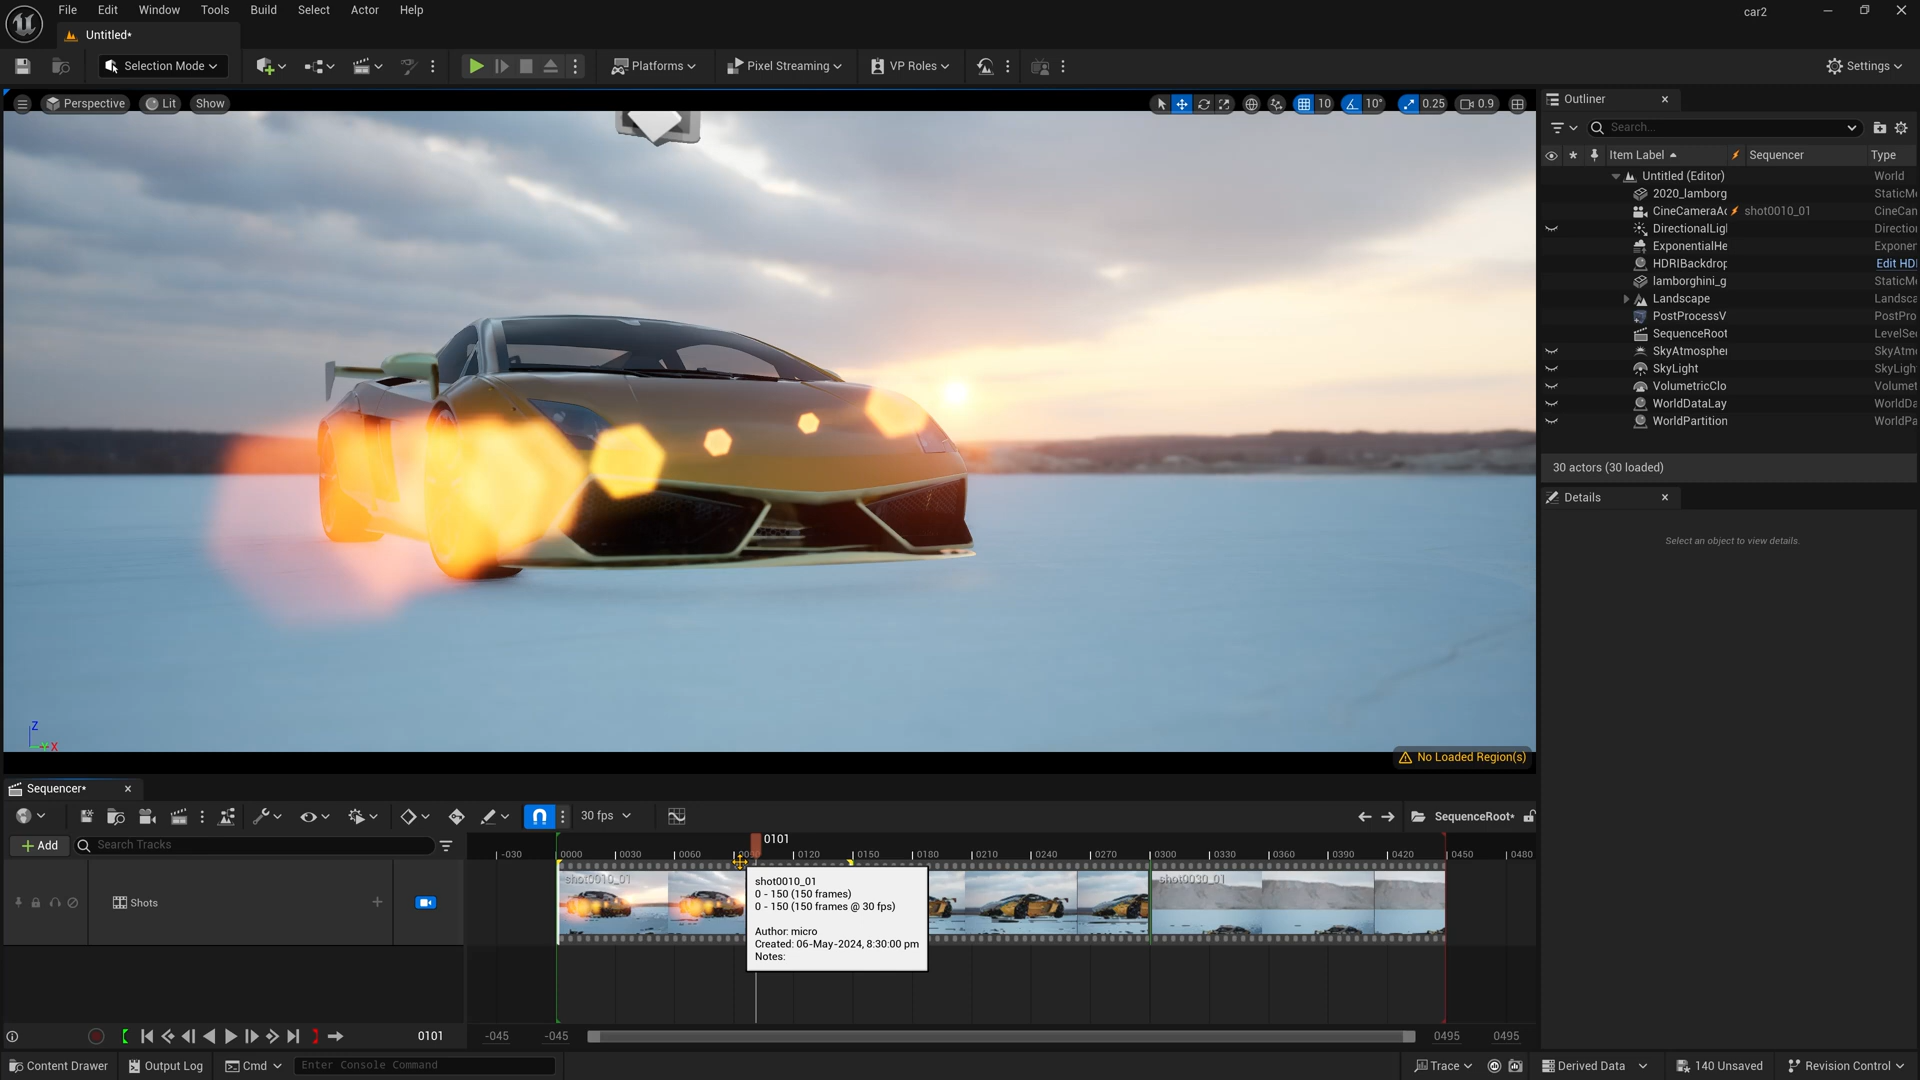 File Edit Window Tools Build Select Actor Help
car2
Untitled*
Selection Mode
Platforms
Pixel Streaming
VP Roles
Settings
Perspective
Lit
Show
10
10°
0.25
0.9
Outliner
Search...
Item Label
Sequencer
Type
Untitled (Editor) World
2020_lamborg StaticMe
CineCameraAc shot0010_01 CineCan
DirectionalLig Direction
ExponentialHe Exponen
HDRIBackdrop Edit HD
lamborghini_g StaticMe
Landscape Landsca
PostProcessV PostPro
SequenceRoot LevelSec
SkyAtmospher SkyAtmo
SkyLight SkyLigh
VolumetricClo Volumet
WorldDataLay WorldDa
WorldPartition WorldPa
30 actors (30 loaded)
Details
Select an object to view details.
Z
X
No Loaded Region(s)
Sequencer*
30 fps
SequenceRoot*
Add
Search Tracks
0101
-030 0000 0030 0060 0120 0150 0180 0210 0240 0270 0300 0330 0360 0390 0420 0450 0480
Shots
shot0010_01
shot0030_01
shot0010_01
0 - 150 (150 frames)
0 - 150 (150 frames @ 30 fps)
Author: micro
Created: 06-May-2024, 8:30:00 pm
Notes:
0101
-045 -045 0495 0495
Content Drawer
Output Log
Cmd
Enter Console Command
Trace
Derived Data
140 Unsaved
Revision Control